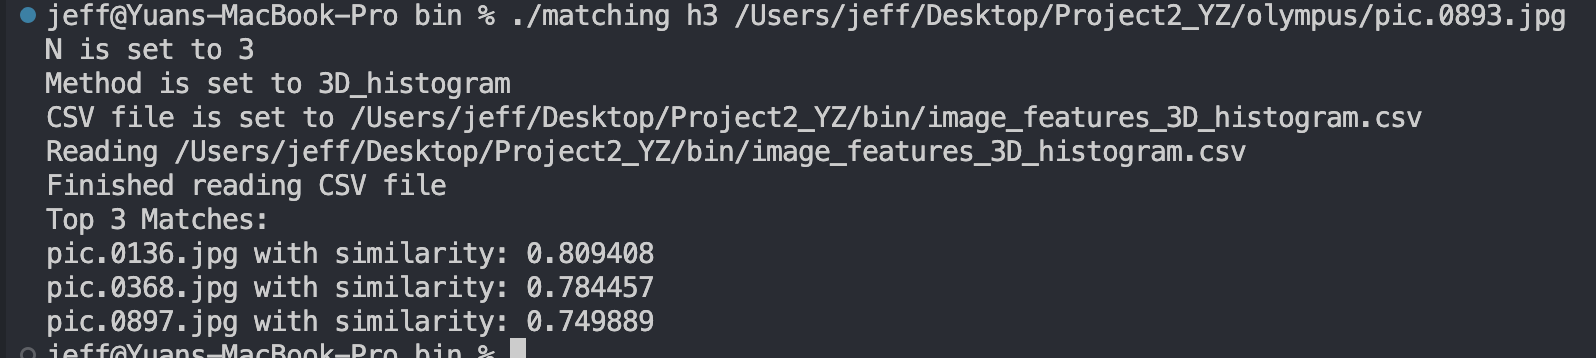 jeff@Yuans-MacBook-Pro bin % ./matching h3 /Users/jeff/Desktop/Project2_YZ/olympus/pic.0893.jpg
N is set to 3
Method is set to 3D_histogram
CSV file is set to /Users/jeff/Desktop/Project2_YZ/bin/image_features_3D_histogram.csv
Reading /Users/jeff/Desktop/Project2_YZ/bin/image_features_3D_histogram.csv
Finished reading CSV file
Top 3 Matches:
pic.0136.jpg with similarity: 0.809408
pic.0368.jpg with similarity: 0.784457
pic.0897.jpg with similarity: 0.749889
jeff@Yuans-MacBook-Pro bin %